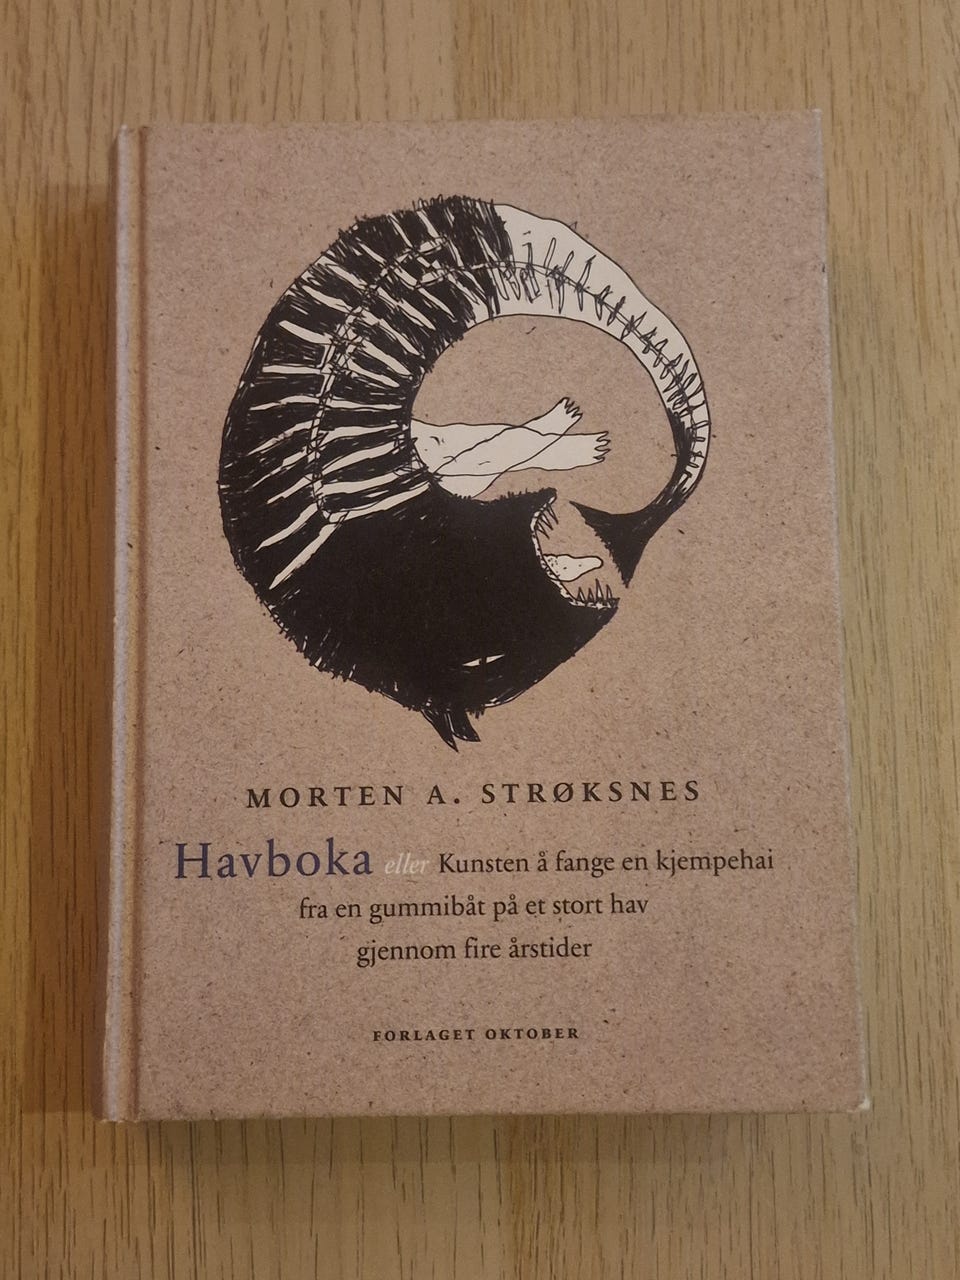 MORTEN A. STRØKSNES
Havboka eller Kunsten å fange en kjempehai
fra en gummibåt på et stort hav
gjennom fire årstider
FORLAGET OKTOBER